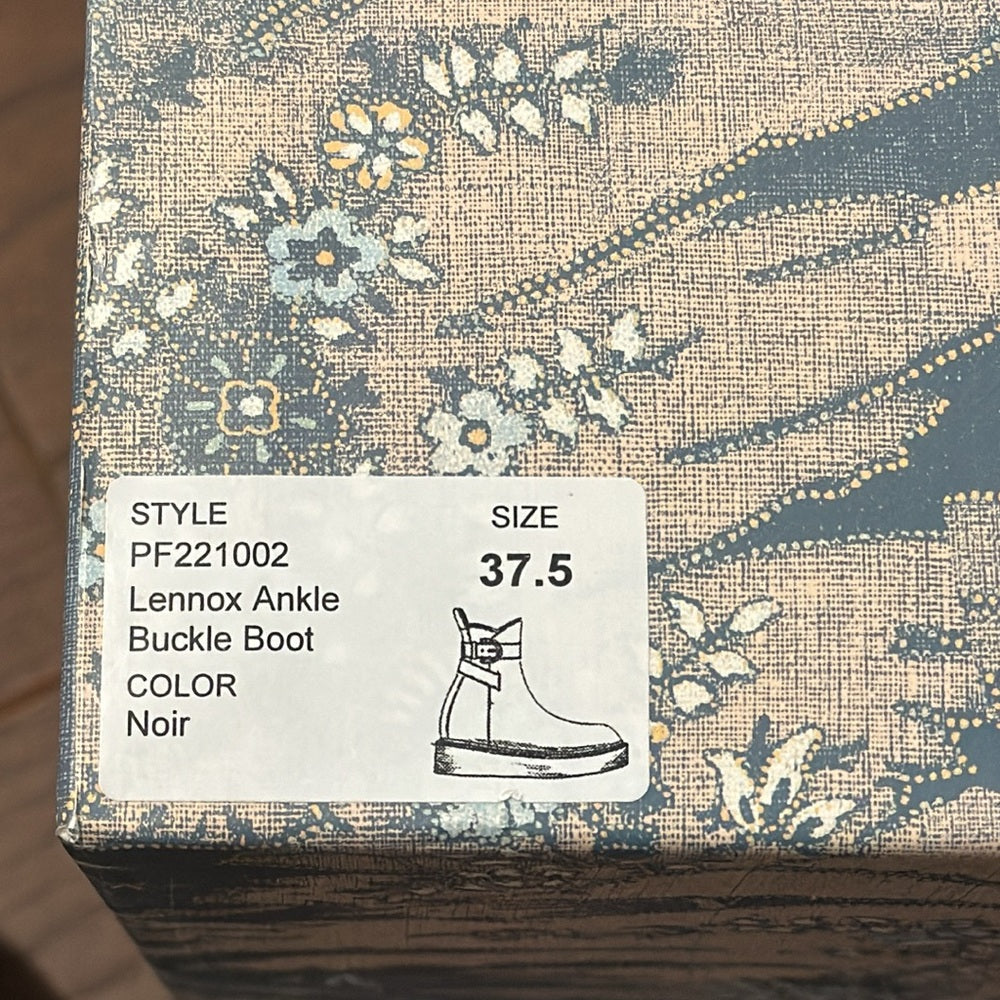 STYLE
PF221002
Lennox Ankle
Buckle Boot
COLOR
Noir
SIZE
37.5